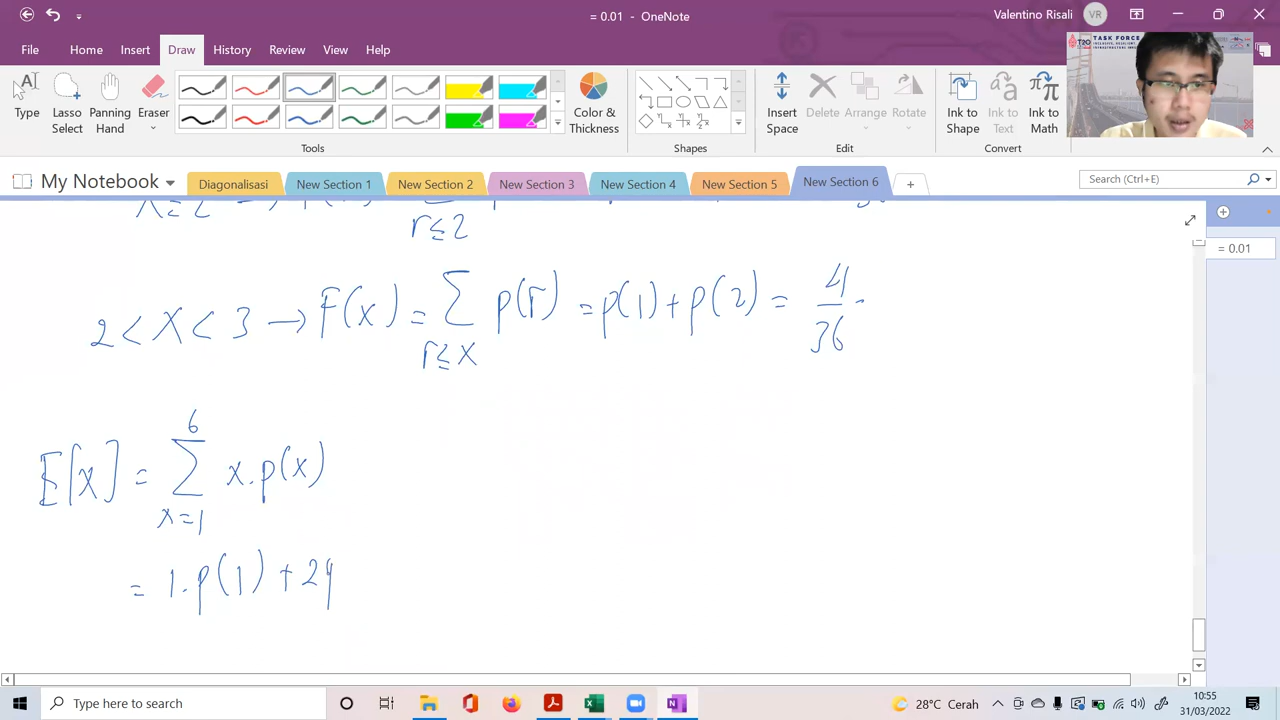 = 0.01 - OneNote
Valentino Risali VR
File Home Insert Draw History Review View Help
TASK FORCE
Type Lasso Select Panning Hand Eraser Color & Thickness Insert Space Delete Arrange Rotate Ink to Shape Ink to Text Ink to Math
Tools Shapes Edit Convert
My Notebook Diagonalisasi New Section 1 New Section 2 New Section 3 New Section 4 New Section 5 New Section 6 Search (Ctrl+E)
= 0.01
r≤2
2 < X < 3 → F(x) = ∑ p(r) = p(1) + p(2) = 4/36
r≤x
6
E[x] = ∑ x.p(x)
x=1
= 1.p(1) + 2
Type here to search 28°C Cerah 10:55
31/03/2022